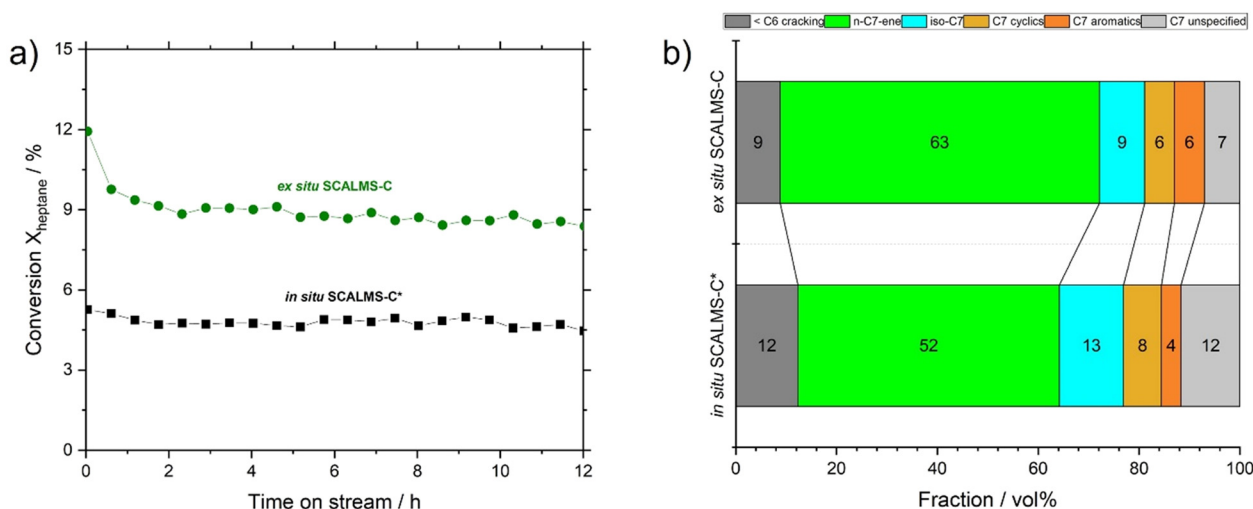 a)
15
12
9
6
3
0
Conversion Xheptane / %
ex situ SCALMS-C
in situ SCALMS-C*
0 2 4 6 8 10 12
Time on stream / h
b)
< C6 cracking n-C7-ene iso-C7 C7 cyclics C7 aromatics C7 unspecified
ex situ SCALMS-C
9 63 9 6 6 7
in situ SCALMS-C*
12 52 13 8 4 12
0 20 40 60 80 100
Fraction / vol%